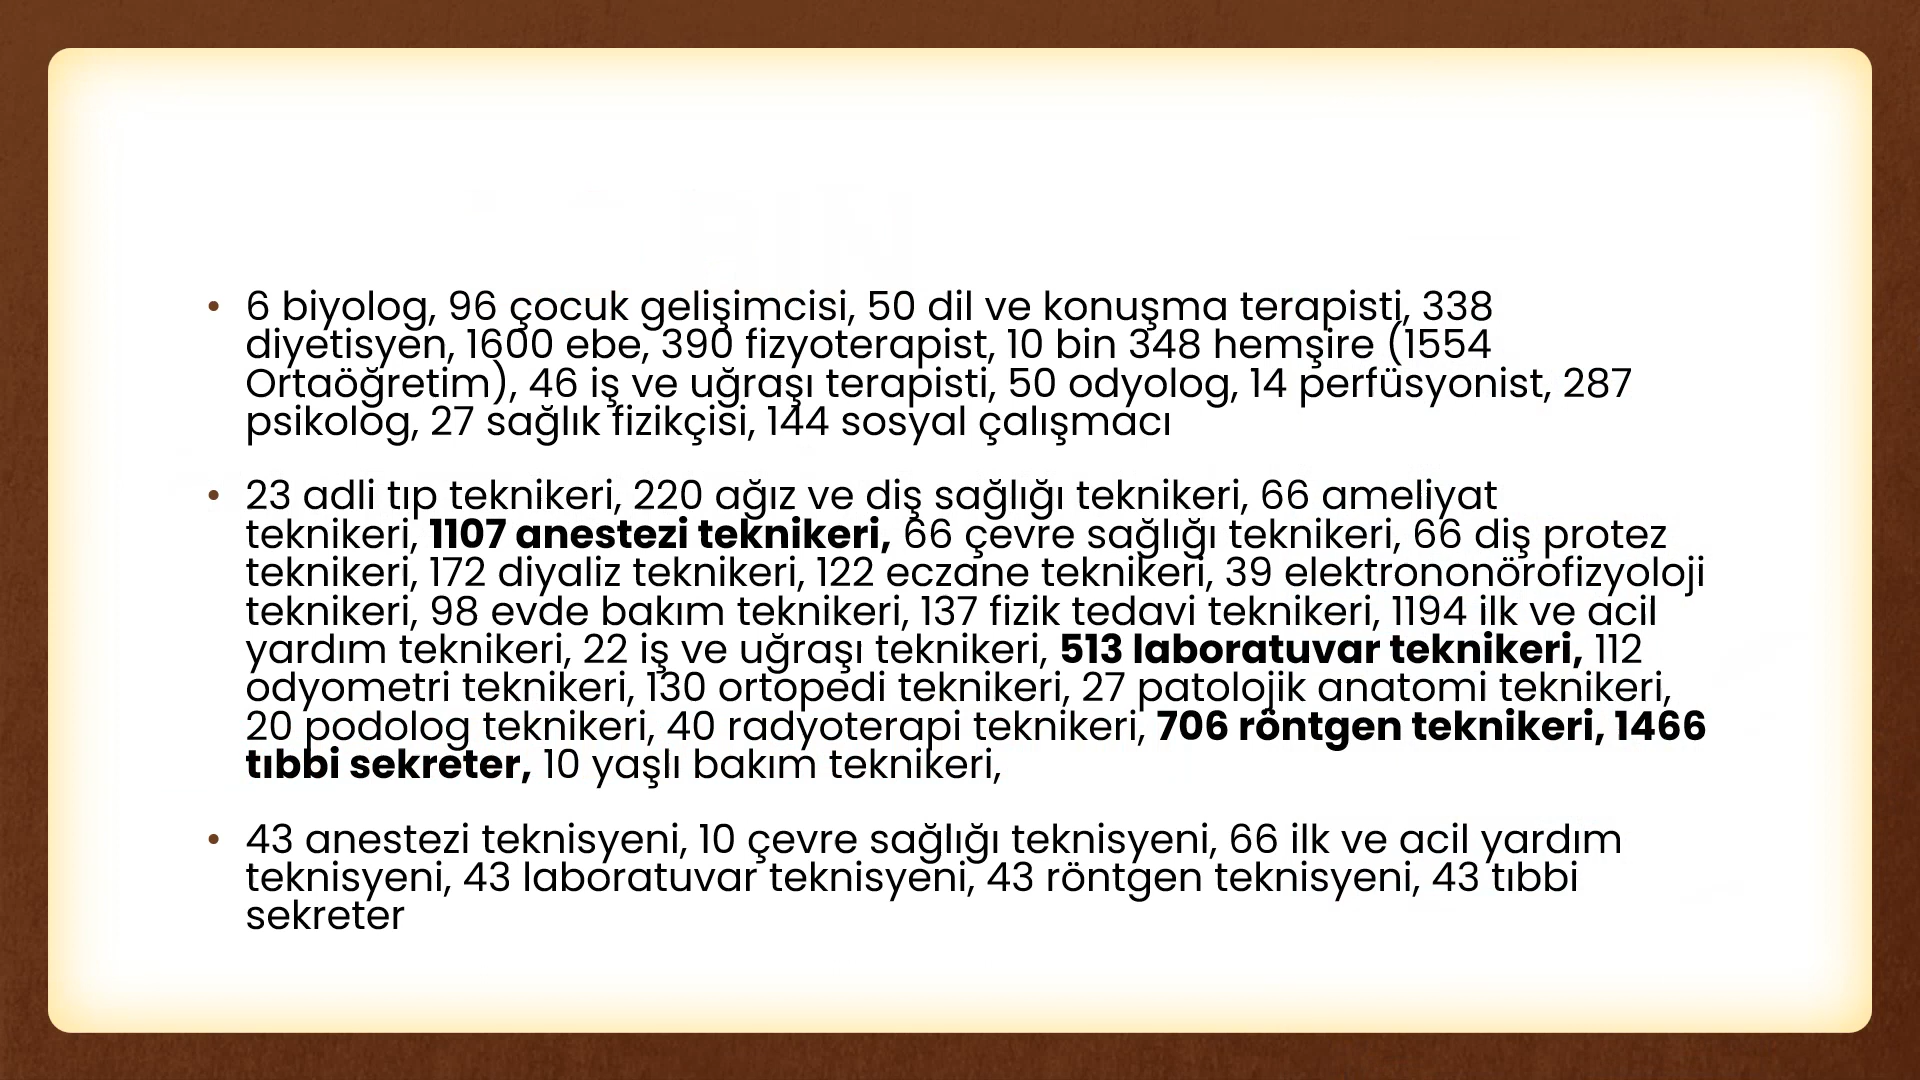 • 6 biyolog, 96 çocuk gelişimcisi, 50 dil ve konuşma terapisti, 338
diyetisyen, 1600 ebe, 390 fizyoterapist, 10 bin 348 hemşire (1554
Ortaöğretim), 46 iş ve uğraşı terapisti, 50 odyolog, 14 perfüsyonist, 287
psikolog, 27 sağlık fizikçisi, 144 sosyal çalışmacı
• 23 adli tıp teknikeri, 220 ağız ve diş sağlığı teknikeri, 66 ameliyat
teknikeri, 1107 anestezi teknikeri, 66 çevre sağlığı teknikeri, 66 diş protez
teknikeri, 172 diyaliz teknikeri, 122 eczane teknikeri, 39 elektrononörofizyoloji
teknikeri, 98 evde bakım teknikeri, 137 fizik tedavi teknikeri, 1194 ilk ve acil
yardım teknikeri, 22 iş ve uğraşı teknikeri, 513 laboratuvar teknikeri, 112
odyometri teknikeri, 130 ortopedi teknikeri, 27 patolojik anatomi teknikeri,
20 podolog teknikeri, 40 radyoterapi teknikeri, 706 röntgen teknikeri, 1466
tıbbi sekreter, 10 yaşlı bakım teknikeri,
• 43 anestezi teknisyeni, 10 çevre sağlığı teknisyeni, 66 ilk ve acil yardım
teknisyeni, 43 laboratuvar teknisyeni, 43 röntgen teknisyeni, 43 tıbbi
sekreter